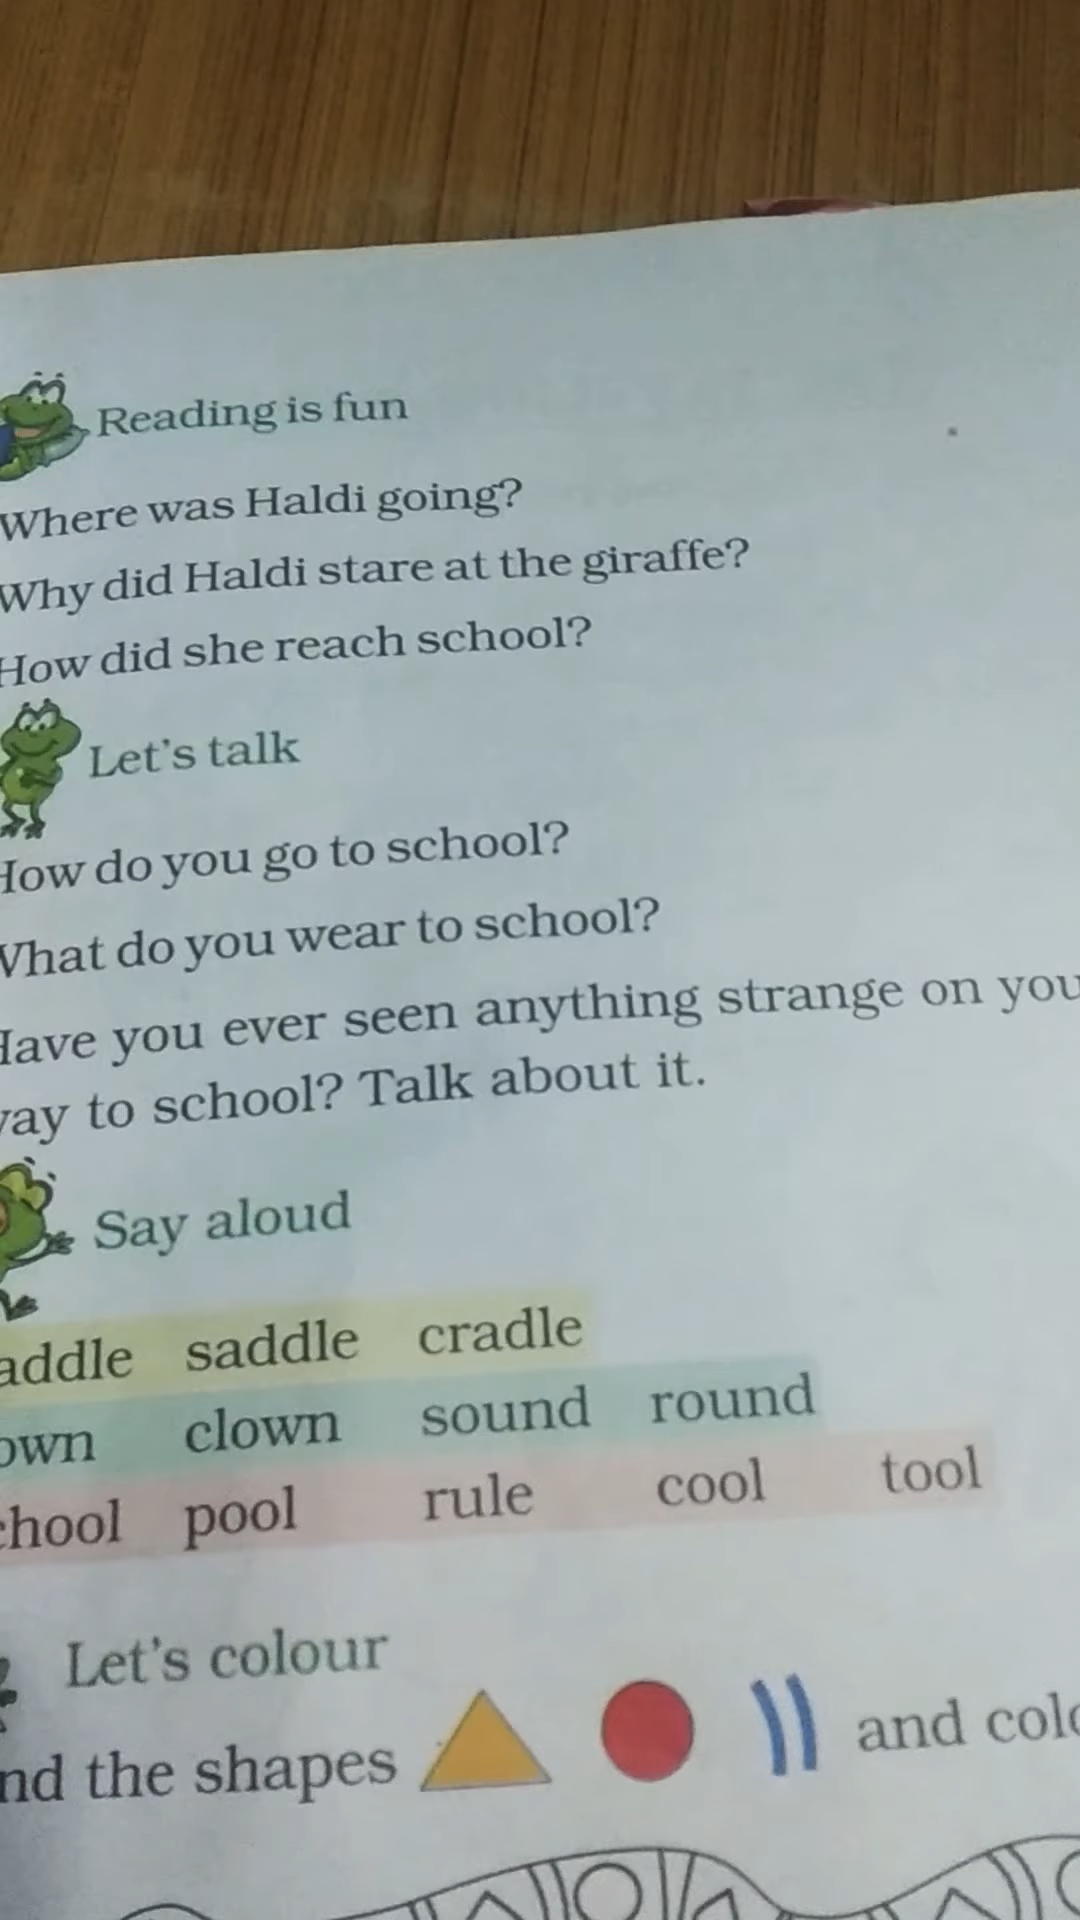 Reading is fun
Where was Haldi going?
Why did Haldi stare at the giraffe?
How did she reach school?
Let's talk
How do you go to school?
What do you wear to school?
Have you ever seen anything strange on you
way to school? Talk about it.
Say aloud
addle saddle cradle
own clown sound round
chool pool rule cool tool
Let's colour
nd the shapes and colo